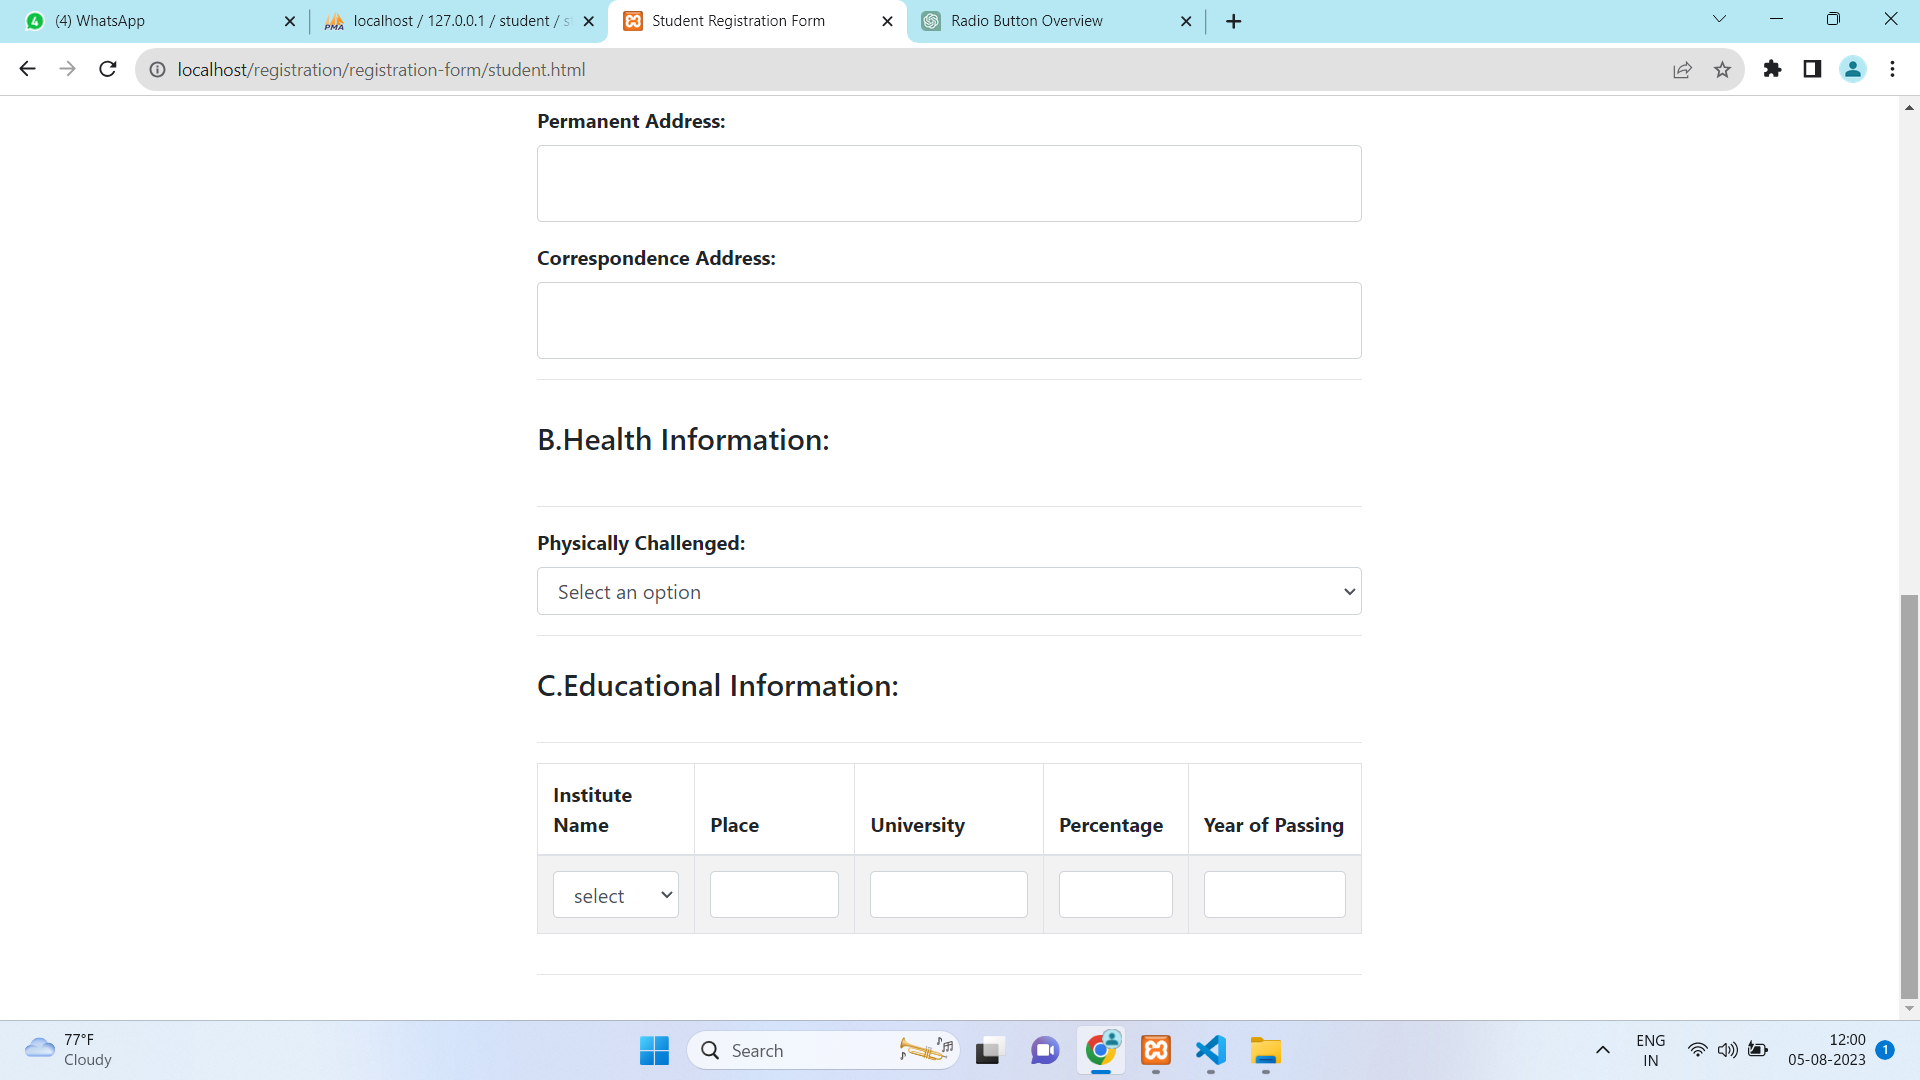 (4) WhatsApp
localhost / 127.0.0.1 / student / s
Student Registration Form
Radio Button Overview
localhost/registration/registration-form/student.html
Permanent Address:
Correspondence Address:
B.Health Information:
Physically Challenged:
Select an option
C.Educational Information:
Institute Name
Place
University
Percentage
Year of Passing
select
77°F
Cloudy
Search
ENG
IN
12:00
05-08-2023
1